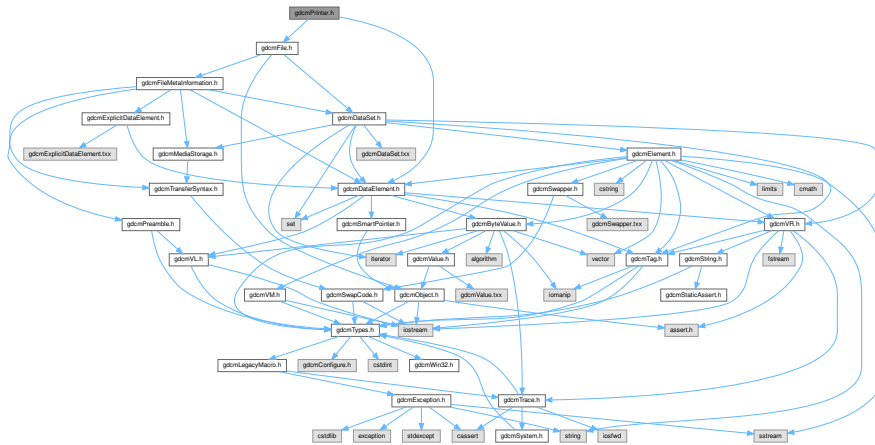 gdcmPrinter.h
gdcmFile.h
gdcmFileMetaInformation.h
gdcmExplicitDataElement.h
gdcmDataSet.h
gdcmExplicitDataElement.txx
gdcmMediaStorage.h
gdcmDataSet.txx
gdcmElement.h
gdcmTransferSyntax.h
gdcmDataElement.h
gdcmSwapper.h
cstring
limits
cmath
gdcmPreamble.h
set
gdcmSmartPointer.h
gdcmByteValue.h
gdcmSwapper.txx
gdcmVR.h
gdcmVL.h
iterator
gdcmValue.h
algorithm
vector
gdcmTag.h
gdcmString.h
fstream
gdcmVM.h
gdcmSwapCode.h
gdcmObject.h
gdcmValue.txx
iomanip
gdcmStaticAssert.h
gdcmTypes.h
iostream
assert.h
gdcmLegacyMacro.h
gdcmConfigure.h
cstdint
gdcmWin32.h
gdcmException.h
gdcmTrace.h
cstdlib
exception
stdexcept
cassert
gdcmSystem.h
string
iosfwd
sstream